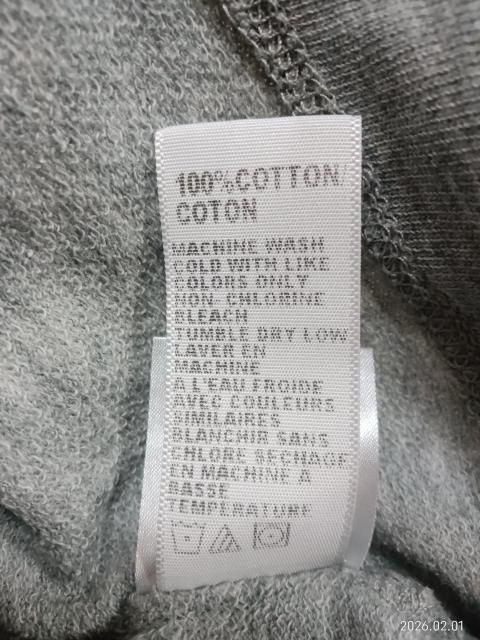 100%COTTON/
COTON
MACHINE WASH
COLD WITH LIKE
COLORS ONLY
NON CHLORINE
BLEACH
TUMBLE DRY LOW
LAVER EN
MACHINE
A L'EAU FROIDE
AVEC COULEURS
SIMILAIRES
BLANCHIR SANS
CHLORE SECHAGE
EN MACHINE A
BASSE
TEMPERATURE
2026.02.01